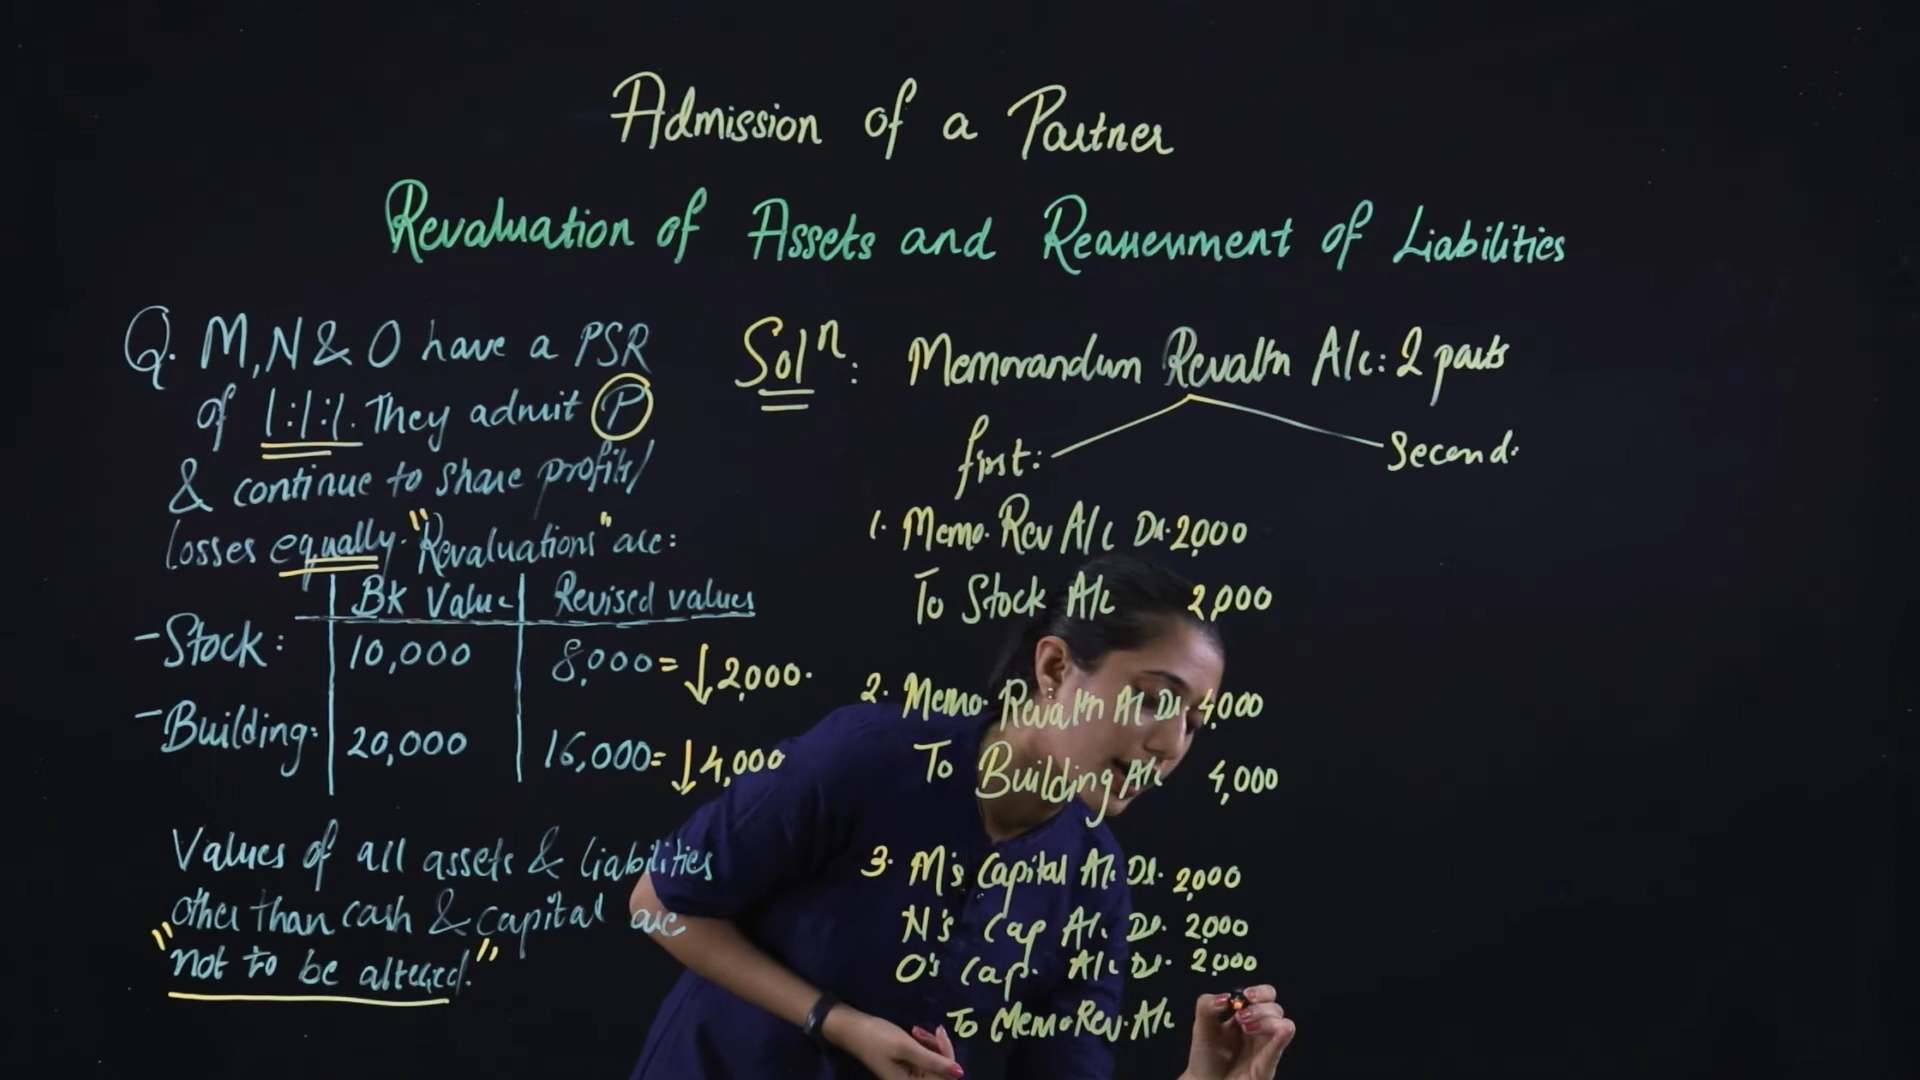 Admission of a Partner
Revaluation of Assets and Reassessment of Liabilities
Q. M, N & O have a PSR
of 1:1:1. They admit P
& continue to share profits/
losses equally. "Revaluations" are:
Bk Value Revised values
- Stock: 10,000 8,000 = ↓2,000.
- Building: 20,000 16,000 = ↓4,000
Values of all assets & liabilities
other than cash & capital are
"not to be altered."
Solⁿ: Memorandum Revaltn A/c: 2 parts
first: Second:
1. Memo. Rev A/c Dr. 2,000
To Stock A/c 2,000
2. Memo. Revaltn A/c Dr. 4,000
To Building A/c 4,000
3. M's Capital A/c Dr. 2,000
N's Cap A/c Dr. 2,000
O's Cap. A/c Dr. 2,000
To Memo Rev. A/c